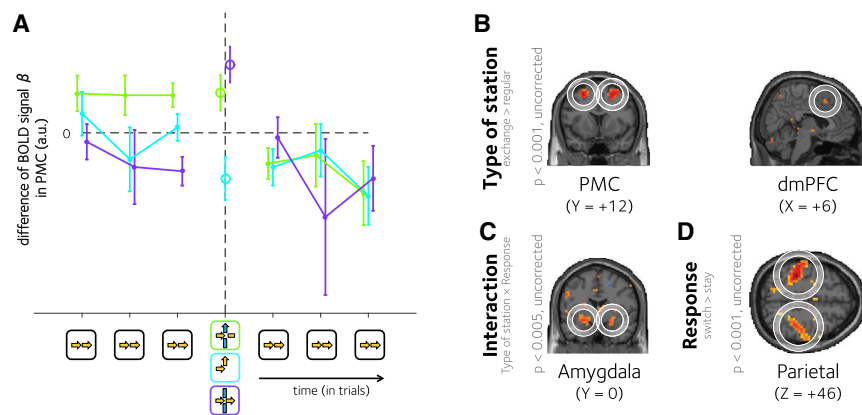 A
difference of BOLD signal β
in PMC (a.u.)
0
time (in trials)
B
Type of station
exchange > regular
p < 0.001, uncorrected
PMC
(Y = +12)
dmPFC
(X = +6)
C
Interaction
Type of station × Response
p < 0.005, uncorrected
Amygdala
(Y = 0)
D
Response
switch > stay
p < 0.001, uncorrected
Parietal
(Z = +46)